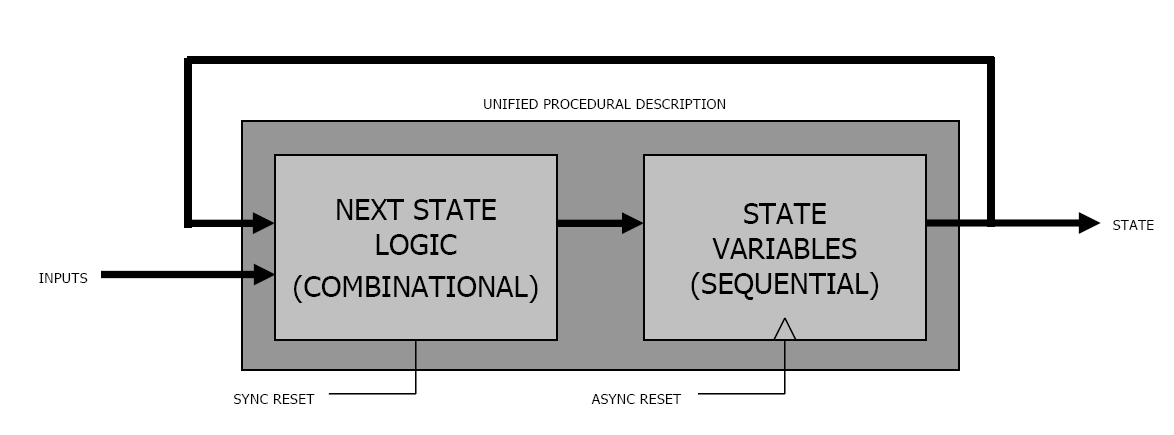 UNIFIED PROCEDURAL DESCRIPTION
NEXT STATE
LOGIC
(COMBINATIONAL)
STATE
VARIABLES
(SEQUENTIAL)
STATE
INPUTS
SYNC RESET
ASYNC RESET